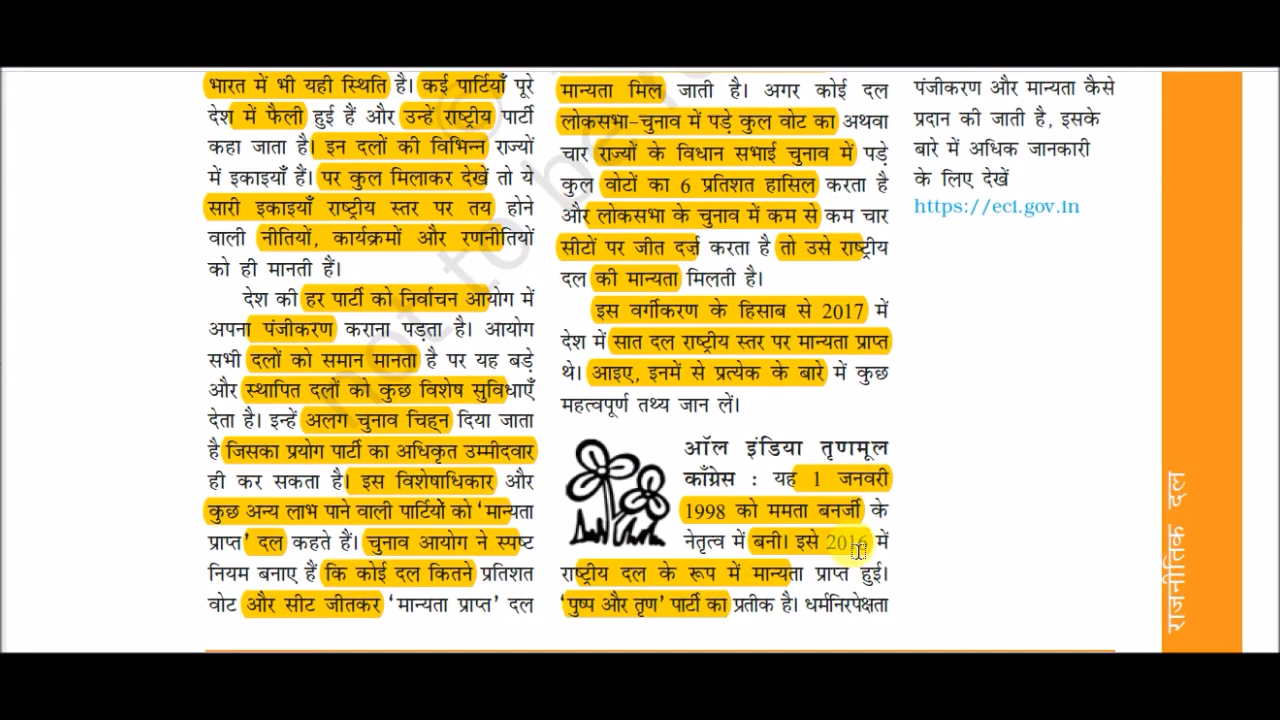 भारत में भी यही स्थिति है। कई पार्टियाँ पूरे
देश में फैली हुई हैं और उन्हें राष्ट्रीय पार्टी
कहा जाता है। इन दलों की विभिन्न राज्यों
में इकाइयाँ हैं। पर कुल मिलाकर देखें तो ये
सारी इकाइयाँ राष्ट्रीय स्तर पर तय होने
वाली नीतियों, कार्यक्रमों और रणनीतियों
को ही मानती हैं।
देश की हर पार्टी को निर्वाचन आयोग में
अपना पंजीकरण कराना पड़ता है। आयोग
सभी दलों को समान मानता है पर यह बड़े
और स्थापित दलों को कुछ विशेष सुविधाएँ
देता है। इन्हें अलग चुनाव चिह्न दिया जाता
है जिसका प्रयोग पार्टी का अधिकृत उम्मीदवार
ही कर सकता है। इस विशेषाधिकार और
कुछ अन्य लाभ पाने वाली पार्टियों को ‘मान्यता
प्राप्त’ दल कहते हैं। चुनाव आयोग ने स्पष्ट
नियम बनाए हैं कि कोई दल कितने प्रतिशत
वोट और सीट जीतकर ‘मान्यता प्राप्त’ दल
मान्यता मिल जाती है। अगर कोई दल
लोकसभा-चुनाव में पड़े कुल वोट का अथवा
चार राज्यों के विधान सभाई चुनाव में पड़े
कुल वोटों का 6 प्रतिशत हासिल करता है
और लोकसभा के चुनाव में कम से कम चार
सीटों पर जीत दर्ज़ करता है तो उसे राष्ट्रीय
दल की मान्यता मिलती है।
इस वर्गीकरण के हिसाब से 2017 में
देश में सात दल राष्ट्रीय स्तर पर मान्यता प्राप्त
थे। आइए, इनमें से प्रत्येक के बारे में कुछ
महत्वपूर्ण तथ्य जान लें।
ऑल इंडिया तृणमूल
काँग्रेस : यह 1 जनवरी
1998 को ममता बनर्जी के
नेतृत्व में बनी। इसे 2016 में
राष्ट्रीय दल के रूप में मान्यता प्राप्त हुई।
‘पुष्प और तृण’ पार्टी का प्रतीक है। धर्मनिरपेक्षता
पंजीकरण और मान्यता कैसे
प्रदान की जाती है, इसके
बारे में अधिक जानकारी
के लिए देखें
https://eci.gov.in
राजनीतिक दल
not to be re